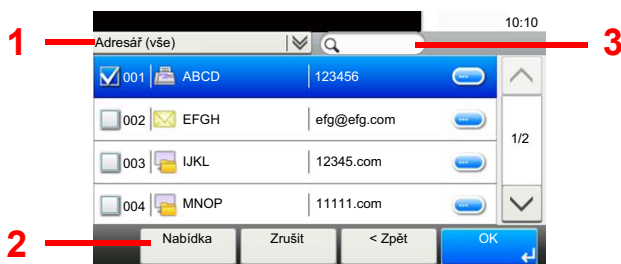 10:10
1 Adresář (vše) 3
001 ABCD 123456
002 EFGH efg@efg.com
1/2
003 IJKL 12345.com
004 MNOP 11111.com
2 Nabídka Zrušit < Zpět OK